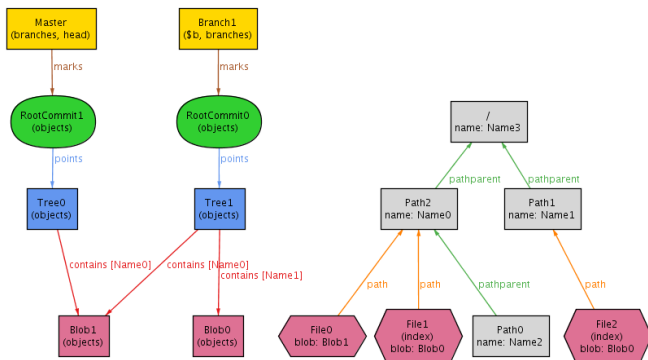 Master
(branches, head)
Branch1
($b, branches)
marks
marks
RootCommit1
(objects)
RootCommit0
(objects)
/
name: Name3
points
points
pathparent
pathparent
Tree0
(objects)
Tree1
(objects)
Path2
name: Name0
Path1
name: Name1
contains [Name0]
contains [Name0]
contains [Name1]
path
path
pathparent
path
Blob1
(objects)
Blob0
(objects)
File0
blob: Blob1
File1
(index)
blob: Blob0
Path0
name: Name2
File2
(index)
blob: Blob0